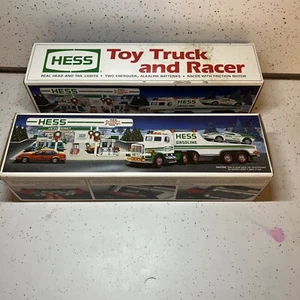 HESS
Toy Truck
and Racer
REAL HEAD AND TAIL LIGHTS • TWO ENERGIZER, ALKALINE BATTERIES • RACER WITH FRICTION MOTOR
HESS
HESS
GASOLINE